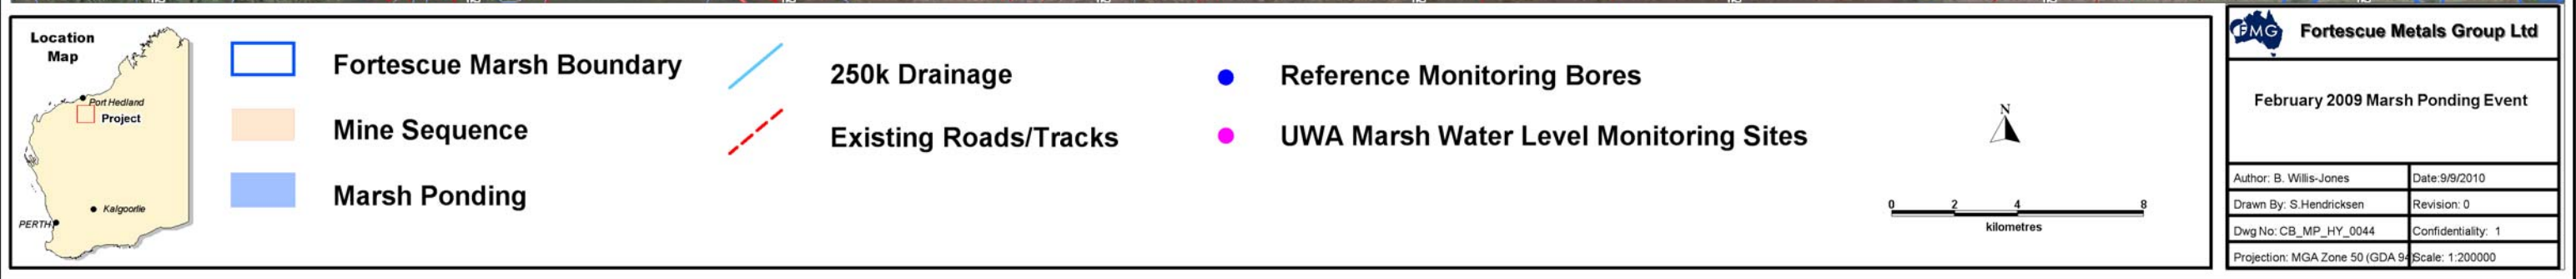 Location
Map
Port Hedland
Project
Kalgoorlie
PERTH
Fortescue Marsh Boundary
Mine Sequence
Marsh Ponding
250k Drainage
Existing Roads/Tracks
Reference Monitoring Bores
UWA Marsh Water Level Monitoring Sites
N
0 2 4 8
kilometres
FMG
Fortescue Metals Group Ltd
February 2009 Marsh Ponding Event
Author: B. Willis-Jones
Date:9/9/2010
Drawn By: S.Hendricksen
Revision: 0
Dwg No: CB_MP_HY_0044
Confidentiality: 1
Projection: MGA Zone 50 (GDA 94
Scale: 1:200000